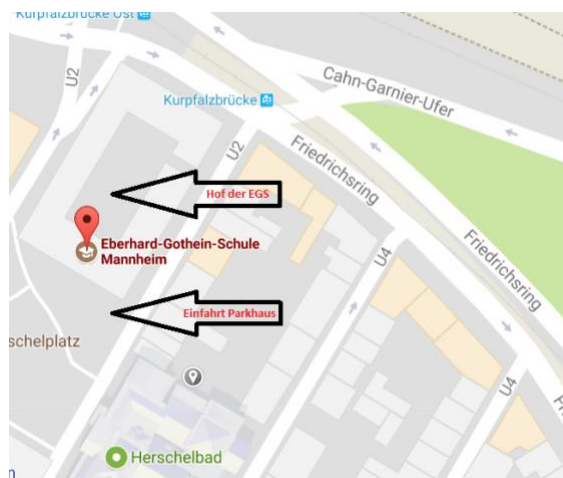 Kurpfalzbrücke Ost
U2
Kurpfalzbrücke
Cahn-Garnier-Ufer
U2
Friedrichsring
Hof der EGS
Eberhard-Gothein-Schule
Mannheim
U4
Friedrichsring
Einfahrt Parkhaus
schelplatz
U4
Herschelbad